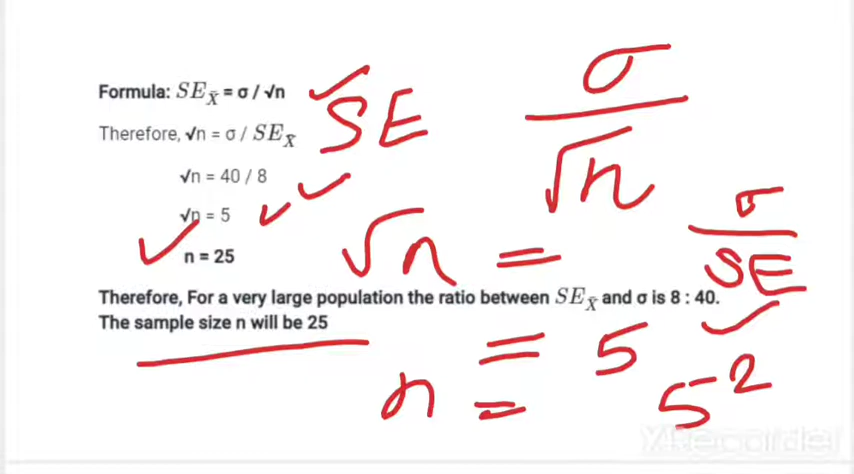 Formula: SE_X̄ = σ / √n
Therefore, √n = σ / SE_X̄
√n = 40 / 8
√n = 5
n = 25
Therefore, For a very large population the ratio between SE_X̄ and σ is 8 : 40.
The sample size n will be 25
SE
σ
√n
√n = σ
SE
= 5
n = 5²
XRecorder